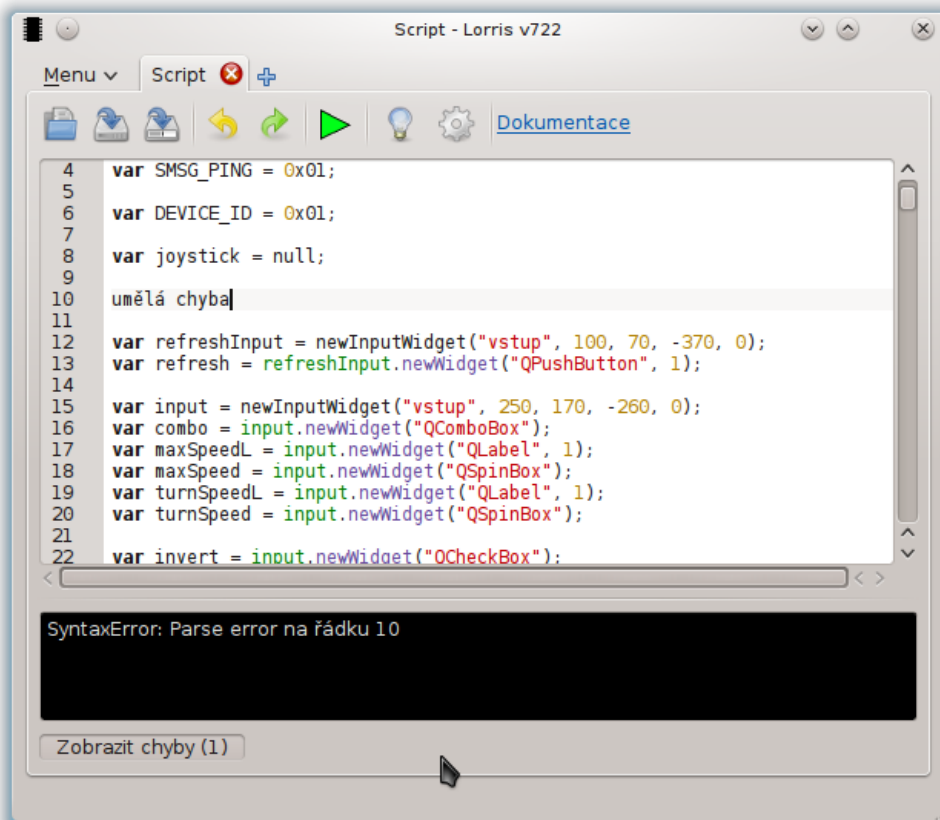 Script - Lorris v722
Menu
Script
Dokumentace
4 var SMSG_PING = 0x01;
5
6 var DEVICE_ID = 0x01;
7
8 var joystick = null;
9
10 umělá chyba
11
12 var refreshInput = newInputWidget("vstup", 100, 70, -370, 0);
13 var refresh = refreshInput.newWidget("QPushButton", 1);
14
15 var input = newInputWidget("vstup", 250, 170, -260, 0);
16 var combo = input.newWidget("QComboBox");
17 var maxSpeedL = input.newWidget("QLabel", 1);
18 var maxSpeed = input.newWidget("QSpinBox");
19 var turnSpeedL = input.newWidget("QLabel", 1);
20 var turnSpeed = input.newWidget("QSpinBox");
21
22 var invert = input.newWidget("QCheckBox");
SyntaxError: Parse error na řádku 10
Zobrazit chyby (1)